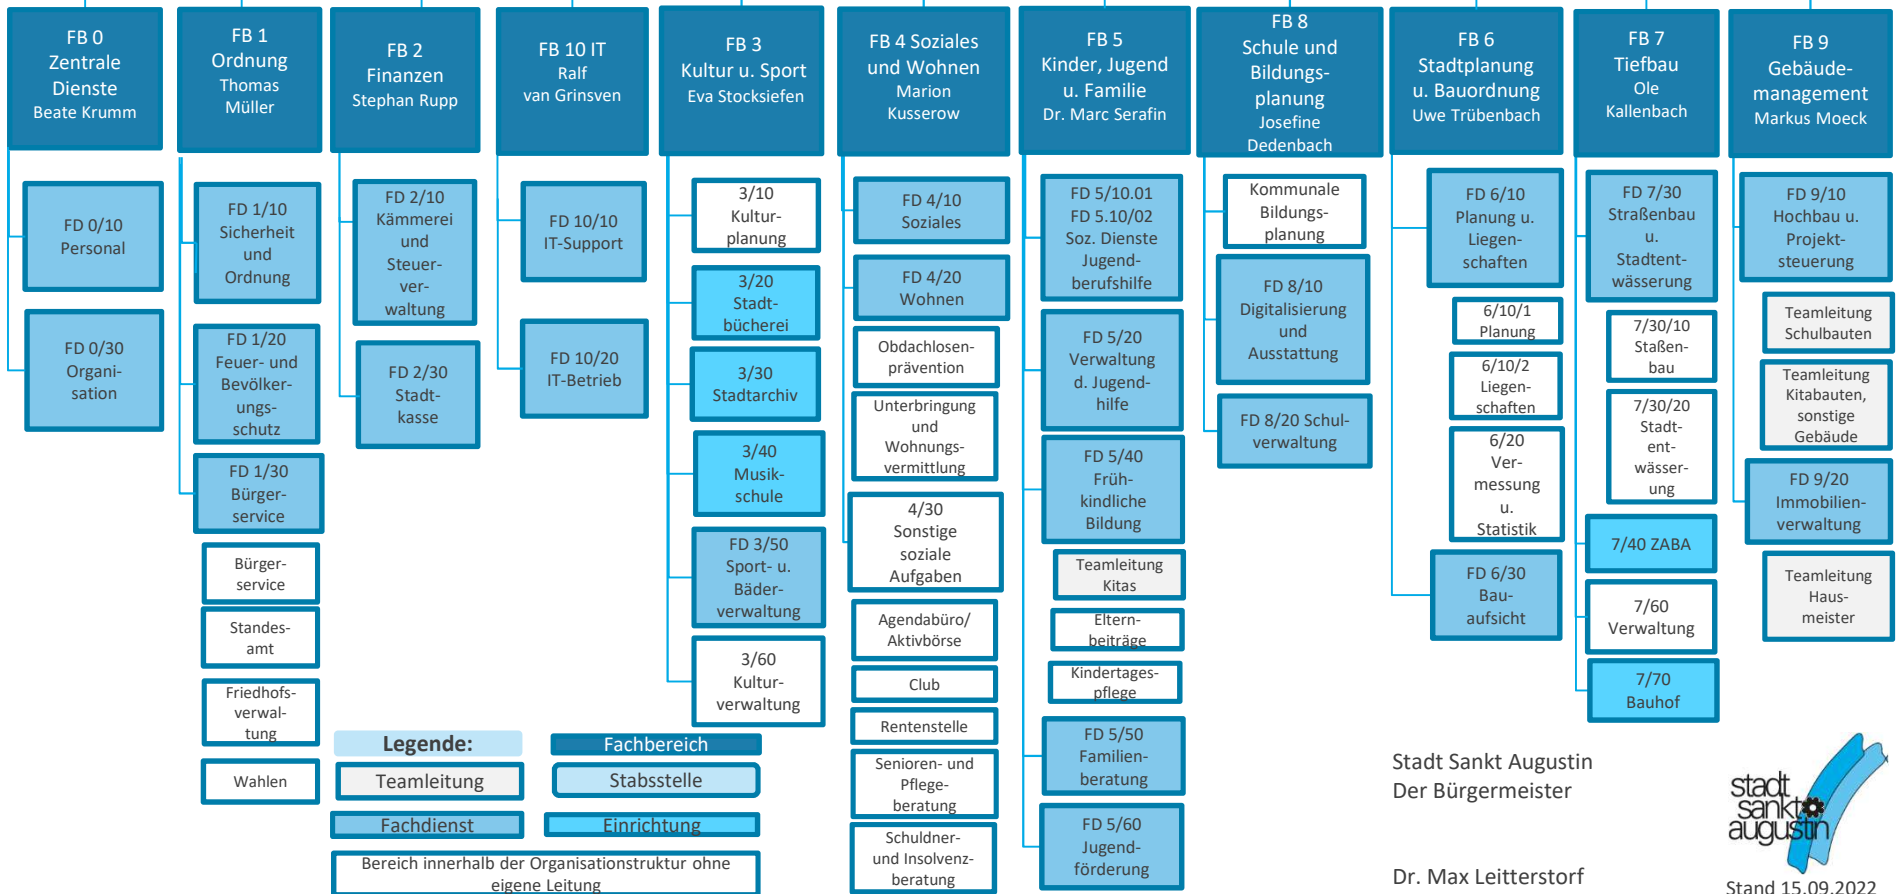 FB 0
Zentrale
Dienste
Beate Krumm
FD 0/10
Personal
FD 0/30
Organi-
sation
FB 1
Ordnung
Thomas
Müller
FD 1/10
Sicherheit
und
Ordnung
FD 1/20
Feuer- und
Bevölker-
ungs-
schutz
FD 1/30
Bürger-
service
Bürger-
service
Standes-
amt
Friedhofs-
verwal-
tung
Wahlen
FB 2
Finanzen
Stephan Rupp
FD 2/10
Kämmerei
und
Steuer-
ver-
waltung
FD 2/30
Stadt-
kasse
FB 10 IT
Ralf
van Grinsven
FD 10/10
IT-Support
FD 10/20
IT-Betrieb
FB 3
Kultur u. Sport
Eva Stocksiefen
3/10
Kultur-
planung
3/20
Stadt-
bücherei
3/30
Stadtarchiv
3/40
Musik-
schule
FD 3/50
Sport- u.
Bäder-
verwaltung
3/60
Kultur-
verwaltung
FB 4 Soziales
und Wohnen
Marion
Kusserow
FD 4/10
Soziales
FD 4/20
Wohnen
Obdachlosen-
prävention
Unterbringung
und
Wohnungs-
vermittlung
4/30
Sonstige
soziale
Aufgaben
Agendabüro/
Aktivbörse
Club
Rentenstelle
Senioren- und
Pflege-
beratung
Schuldner-
und Insolvenz-
beratung
FB 5
Kinder, Jugend
u. Familie
Dr. Marc Serafin
FD 5/10.01
FD 5.10/02
Soz. Dienste
Jugend-
berufshilfe
FD 5/20
Verwaltung
d. Jugend-
hilfe
FD 5/40
Früh-
kindliche
Bildung
Teamleitung
Kitas
Eltern-
beiträge
Kindertages-
pflege
FD 5/50
Familien-
beratung
FD 5/60
Jugend-
förderung
FB 8
Schule und
Bildungs-
planung
Josefine
Dedenbach
Kommunale
Bildungs-
planung
FD 8/10
Digitalisierung
und
Ausstattung
FD 8/20 Schul-
verwaltung
FB 6
Stadtplanung
u. Bauordnung
Uwe Trübenbach
FD 6/10
Planung u.
Liegen-
schaften
6/10/1
Planung
6/10/2
Liegen-
schaften
6/20
Ver-
messung
u.
Statistik
FD 6/30
Bau-
aufsicht
FB 7
Tiefbau
Ole
Kallenbach
FD 7/30
Straßenbau
u.
Stadtent-
wässerung
7/30/10
Staßen-
bau
7/30/20
Stadt-
ent-
wässer-
ung
7/40 ZABA
7/60
Verwaltung
7/70
Bauhof
FB 9
Gebäude-
management
Markus Moeck
FD 9/10
Hochbau u.
Projekt-
steuerung
Teamleitung
Schulbauten
Teamleitung
Kitabauten,
sonstige
Gebäude
FD 9/20
Immobilien-
verwaltung
Teamleitung
Haus-
meister
Legende:
Fachbereich
Teamleitung
Stabsstelle
Fachdienst
Einrichtung
Bereich innerhalb der Organisationstruktur ohne
eigene Leitung
Stadt Sankt Augustin
Der Bürgermeister
Dr. Max Leitterstorf
stadt
sankt
augustin
Stand 15.09.2022